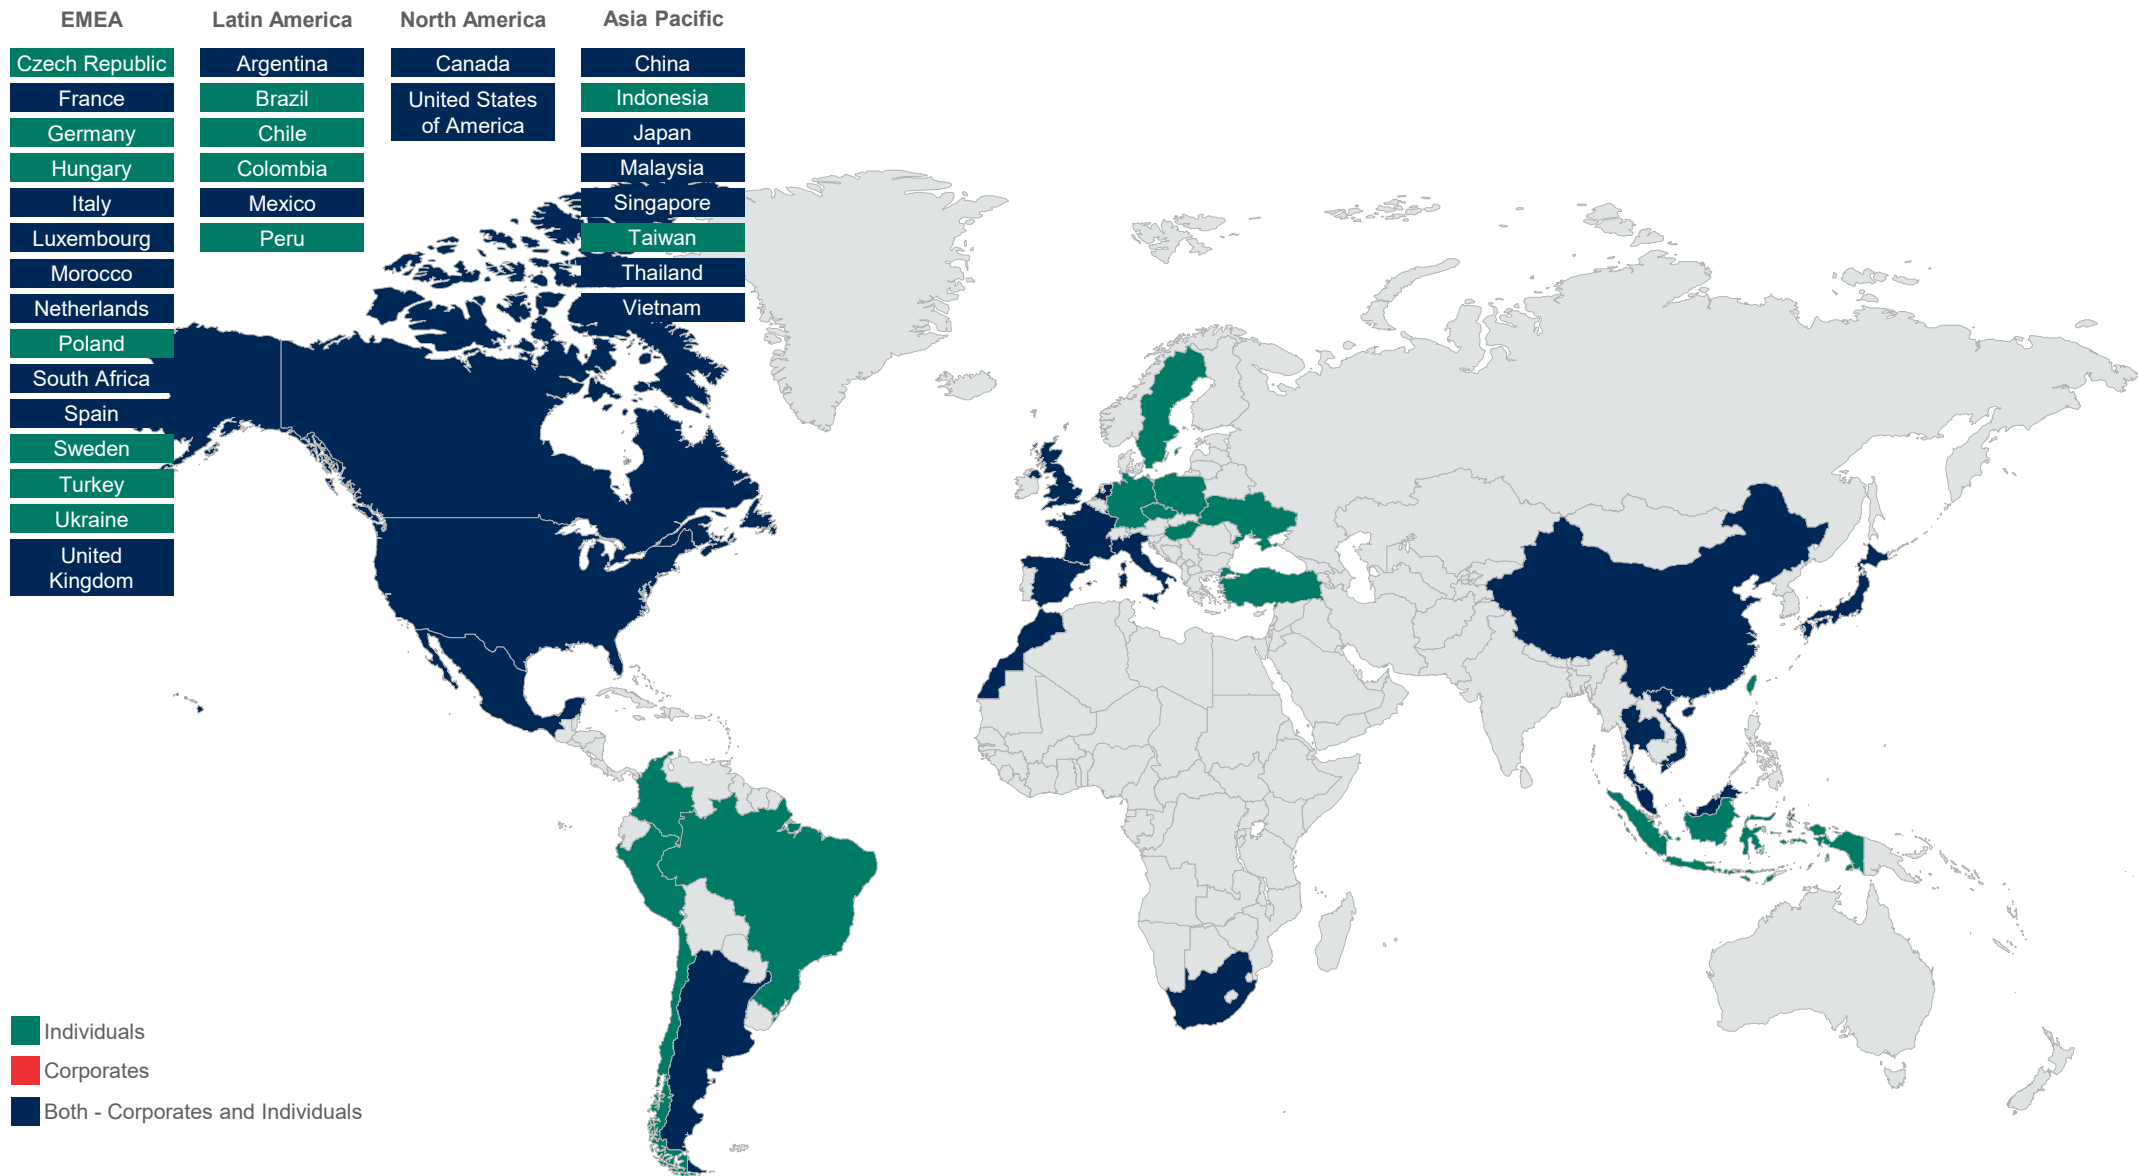 EMEA
Czech Republic
France
Germany
Hungary
Italy
Luxembourg
Morocco
Netherlands
Poland
South Africa
Spain
Sweden
Turkey
Ukraine
United
Kingdom
Latin America
Argentina
Brazil
Chile
Colombia
Mexico
Peru
North America
Canada
United States
of America
Asia Pacific
China
Indonesia
Japan
Malaysia
Singapore
Taiwan
Thailand
Vietnam
Individuals
Corporates
Both - Corporates and Individuals